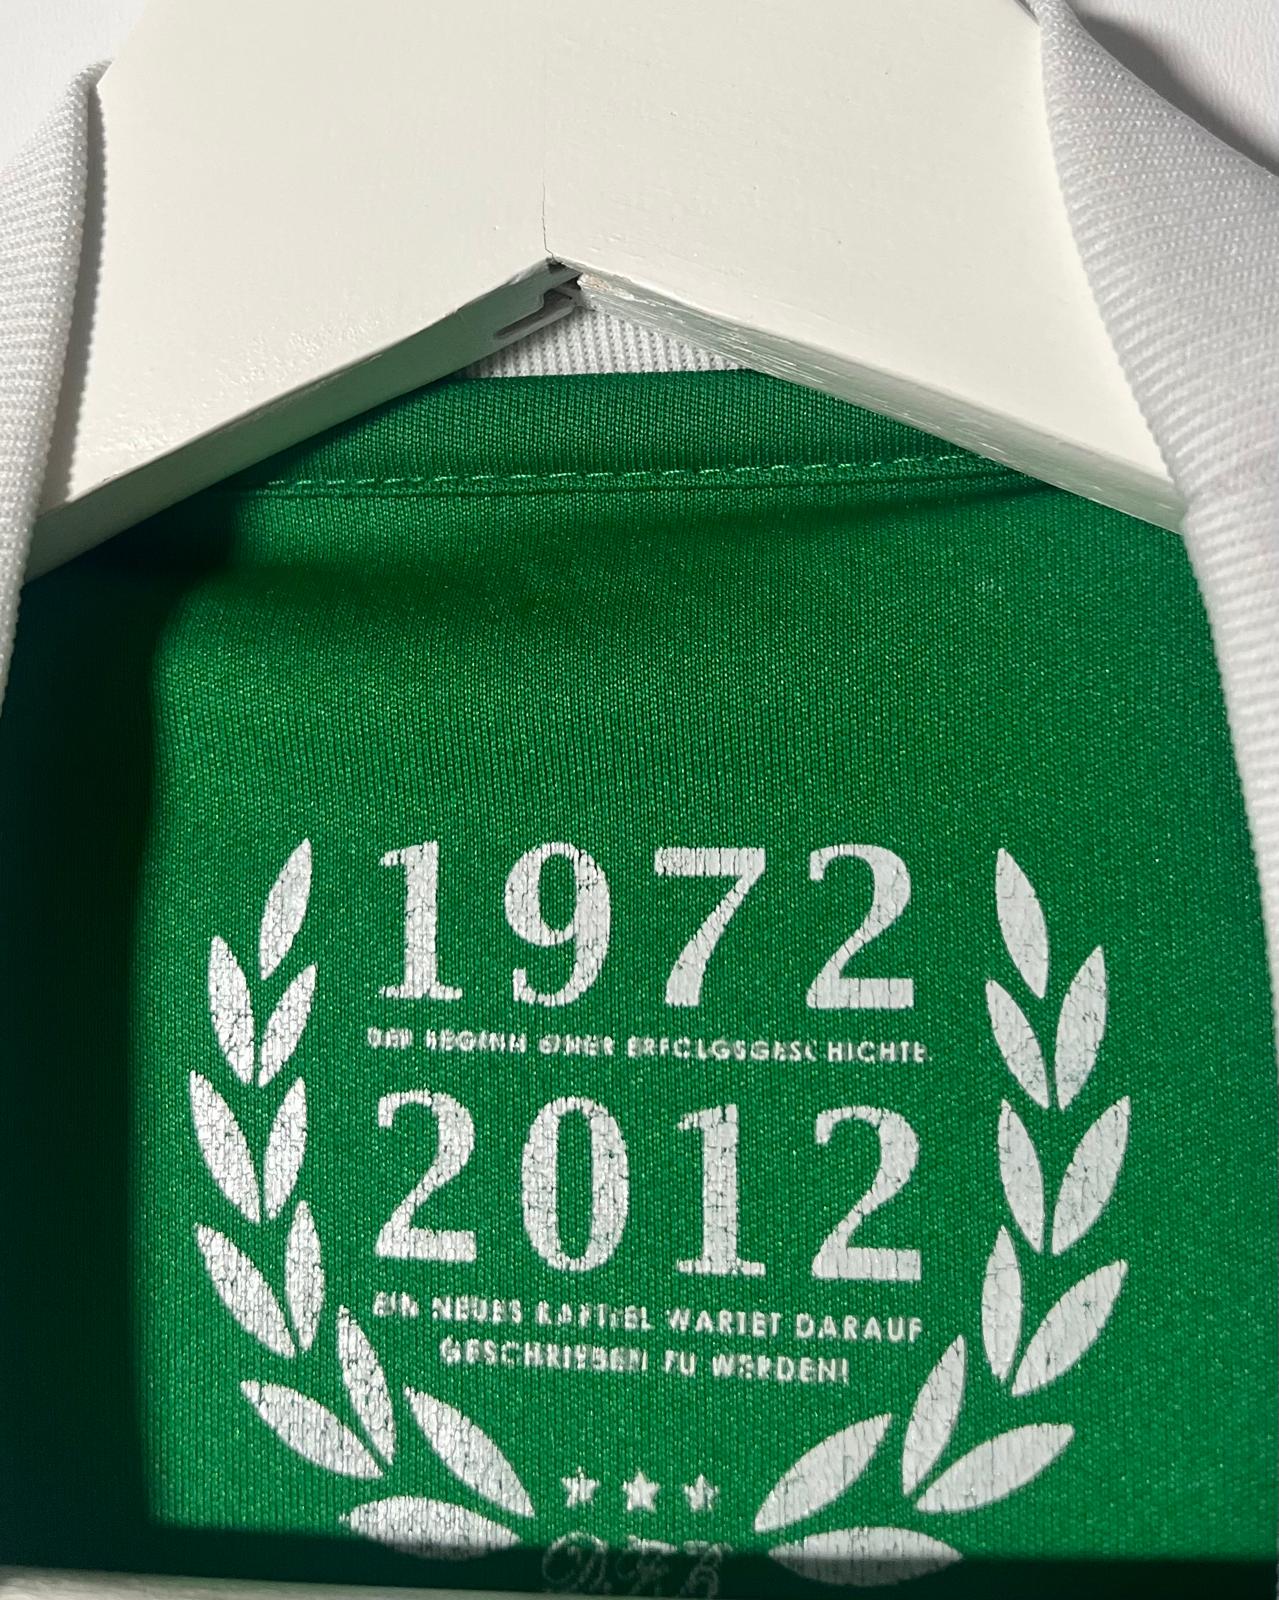 1972
DER BEGINN EINER ERFOLGSGESCHICHTE.
2012
EIN NEUES KAPITEL WARTET DARAUF
GESCHRIEBEN ZU WERDEN!
D.F.B